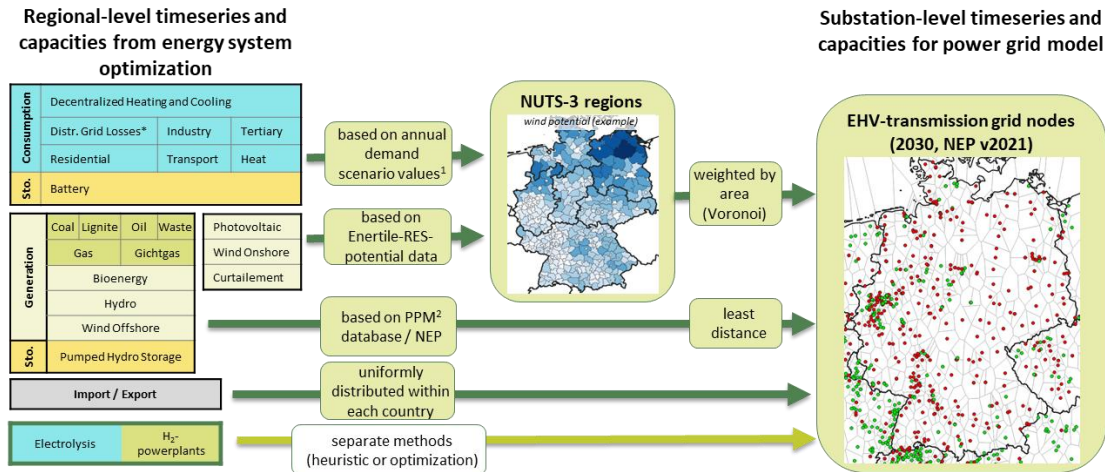 Regional-level timeseries and
capacities from energy system
optimization
Substation-level timeseries and
capacities for power grid model
Consumption
Decentralized Heating and Cooling
Distr. Grid Losses*
Industry
Tertiary
Residential
Transport
Heat
Sto.
Battery
based on annual
demand
scenario values¹
NUTS-3 regions
wind potential (example)
weighted by
area
(Voronoi)
EHV-transmission grid nodes
(2030, NEP v2021)
Generation
Coal
Lignite
Oil
Waste
Gas
Gichtgas
Bioenergy
Hydro
Wind Offshore
Photovoltaic
Wind Onshore
Curtailement
based on
Enertile-RES-
potential data
Sto.
Pumped Hydro Storage
based on PPM²
database / NEP
least
distance
Import / Export
uniformly
distributed within
each country
Electrolysis
H₂-
powerplants
separate methods
(heuristic or optimization)